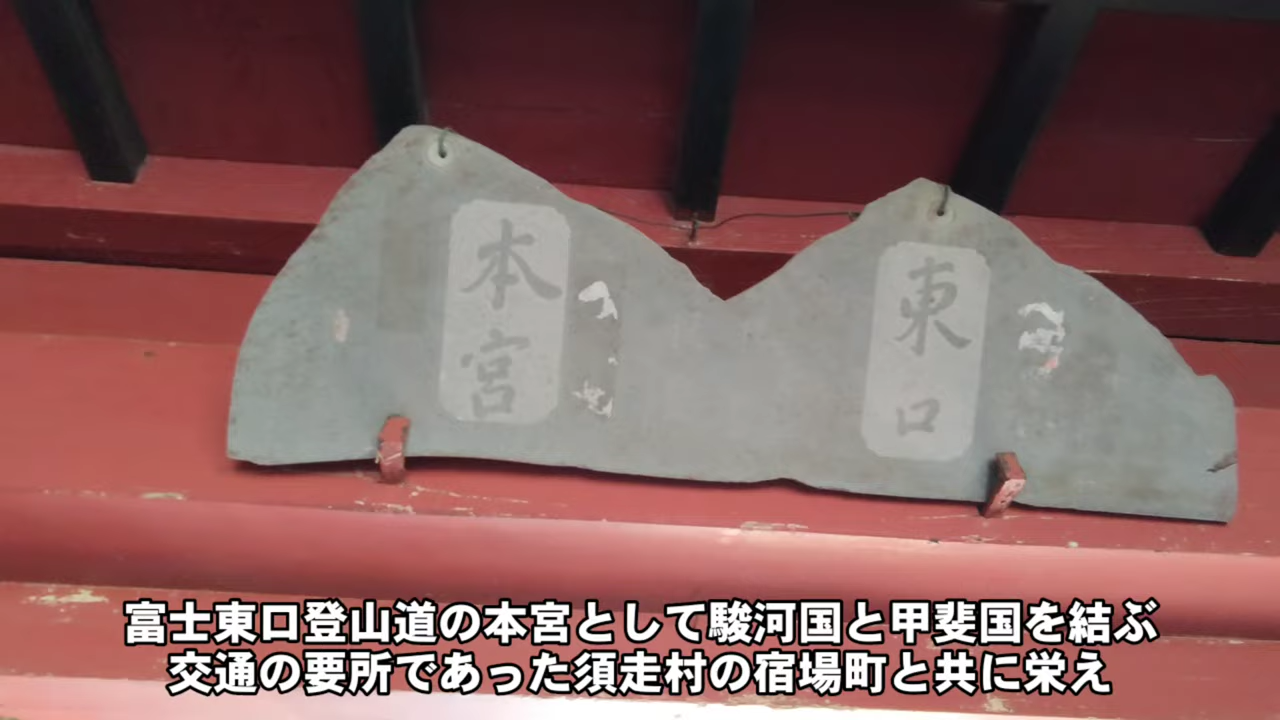 東口
本宮
富士東口登山道の本宮として駿河国と甲斐国を結ぶ
交通の要所であった須走村の宿場町と共に栄え